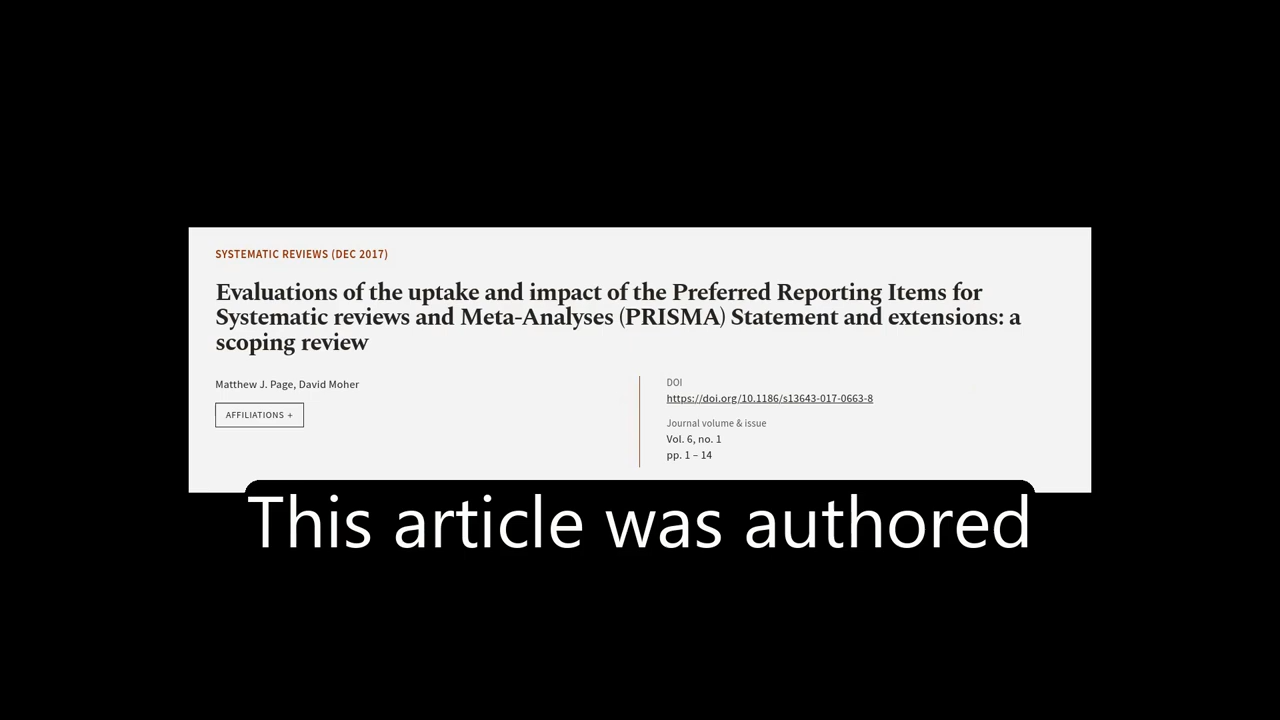 SYSTEMATIC REVIEWS (DEC 2017)
Evaluations of the uptake and impact of the Preferred Reporting Items for
Systematic reviews and Meta-Analyses (PRISMA) Statement and extensions: a
scoping review
Matthew J. Page, David Moher
AFFILIATIONS +
DOI
https://doi.org/10.1186/s13643-017-0663-8
Journal volume & issue
Vol. 6, no. 1
pp. 1 – 14
This article was authored